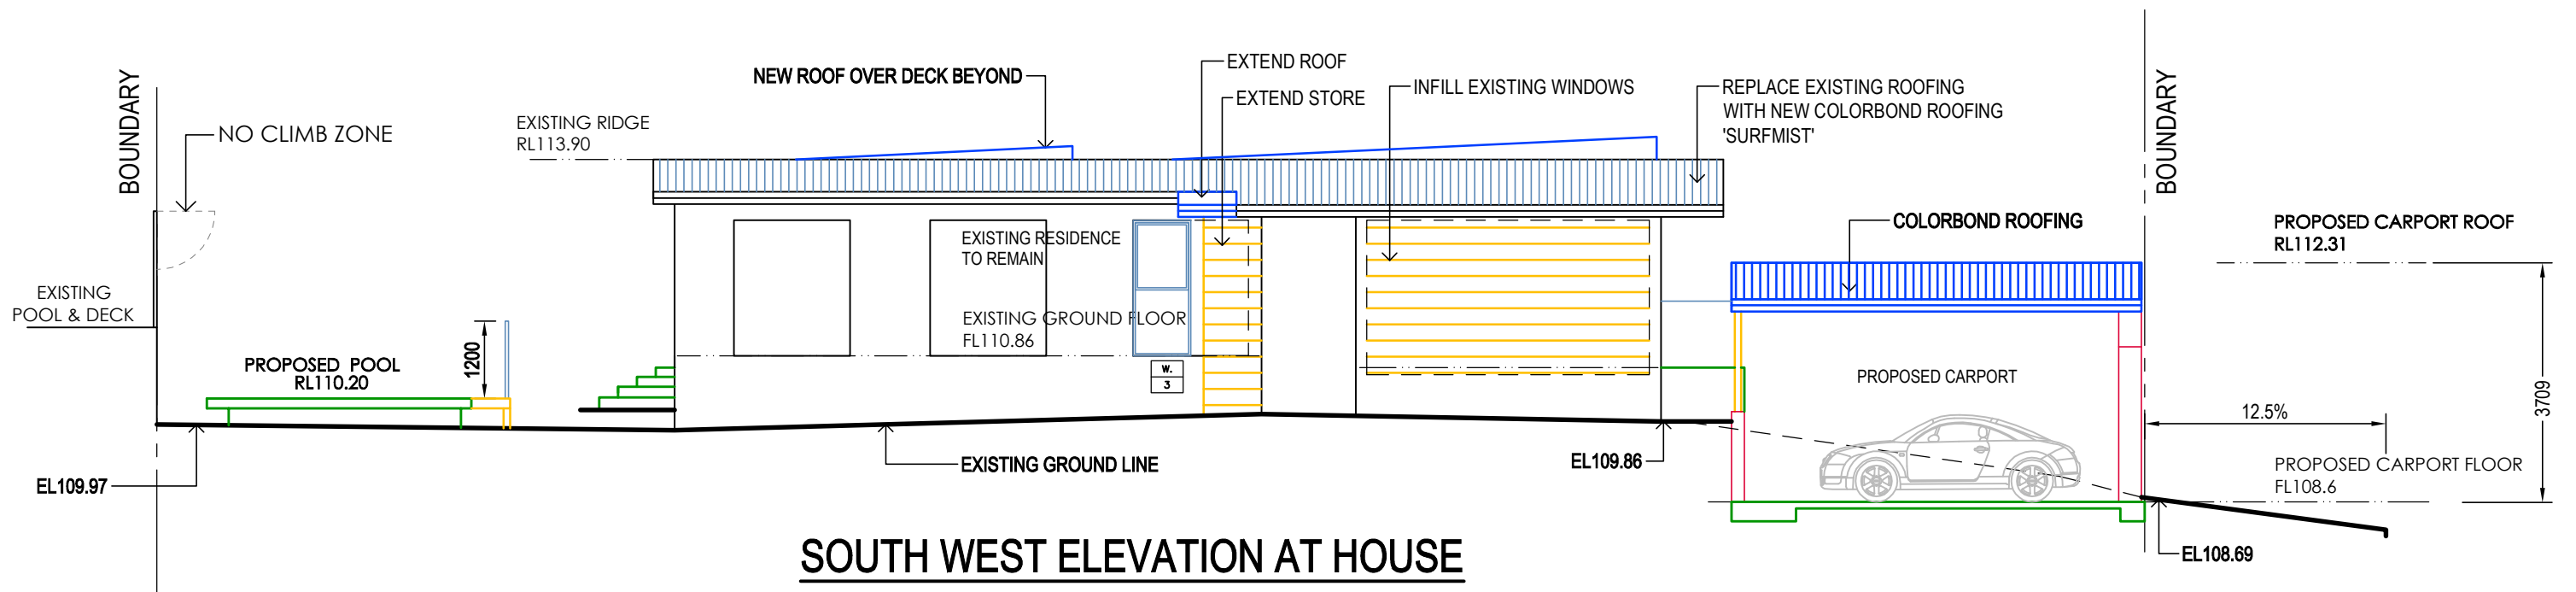 BOUNDARY
NO CLIMB ZONE
EXISTING
POOL & DECK
PROPOSED POOL
RL110.20
1200
EL109.97
EXISTING RIDGE
RL113.90
NEW ROOF OVER DECK BEYOND
EXTEND ROOF
EXTEND STORE
INFILL EXISTING WINDOWS
REPLACE EXISTING ROOFING
WITH NEW COLORBOND ROOFING
'SURFMIST'
EXISTING RESIDENCE
TO REMAIN
EXISTING GROUND FLOOR
FL110.86
W.
3
EXISTING GROUND LINE
EL109.86
COLORBOND ROOFING
PROPOSED CARPORT
BOUNDARY
PROPOSED CARPORT ROOF
RL112.31
12.5%
3709
PROPOSED CARPORT FLOOR
FL108.6
EL108.69
SOUTH WEST ELEVATION AT HOUSE